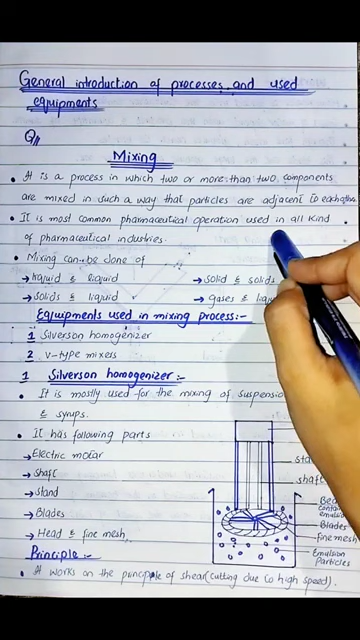 General introduction of processes and used
equipments
Q//
Mixing
• It is a process in which two or more than two components
are mixed in such a way that particles are adjacent to each other.
• It is most common pharmaceutical operation used in all kind
of pharmaceutical industries.
• Mixing can be done of
→ liquid & liquid → solid & solids
→ solids & liquid → gases &
Equipments used in mixing process:-
1 Silverson homogenizer
2 v-type mixers
1 Silverson homogenizer:-
• It is mostly used for the mixing of
& syrups.
• It has following parts
→ Electric motar
→ Shaft
→ Stand
→ Blades
→ Head & fine mesh.
shaft
emulsion
Blades
fine mesh
Emulsion
Particles
Principle :-
• It works on the principle of shear (cutting due to high speed).